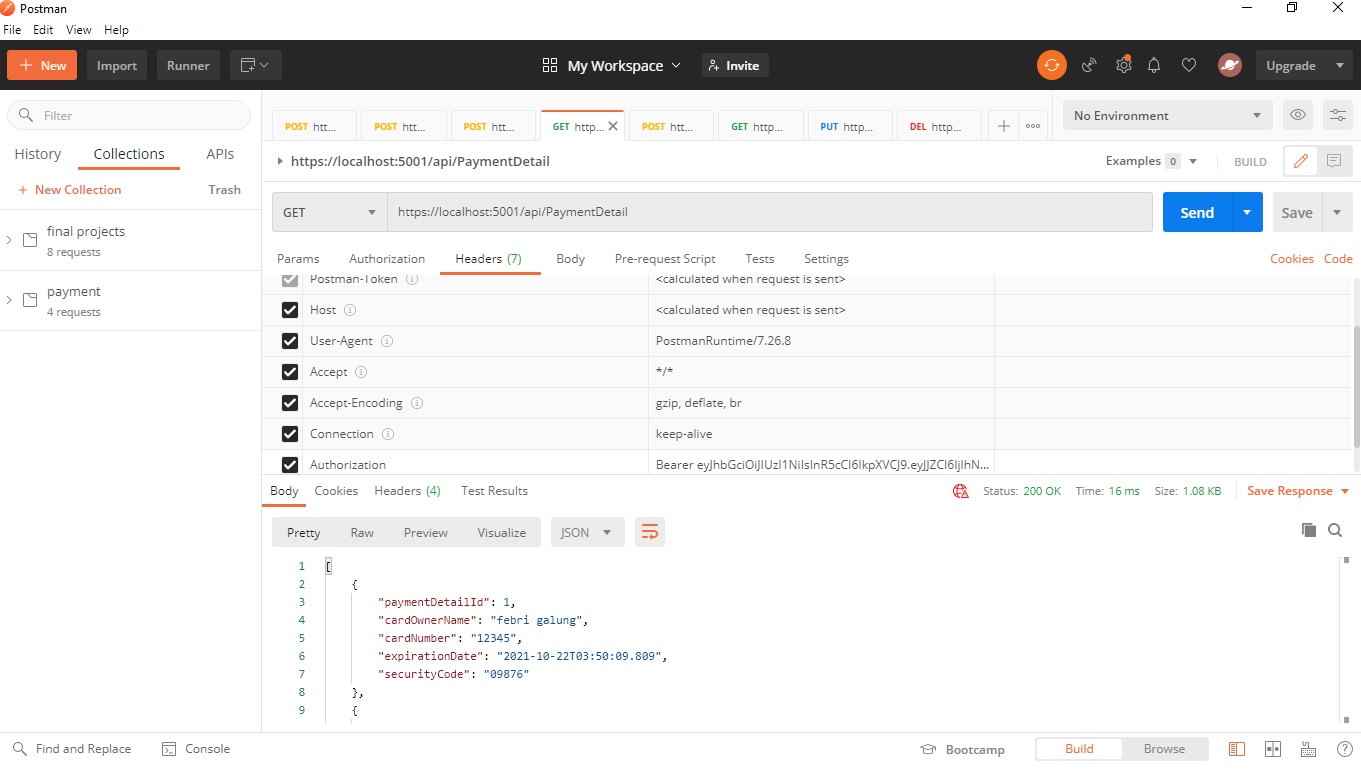 Postman
File Edit View Help
+ New Import Runner My Workspace Invite Upgrade
Filter
History Collections APIs
+ New Collection Trash
final projects
8 requests
payment
4 requests
POST htt... POST htt... POST htt... GET http... POST htt... GET http... PUT http... DEL http... No Environment
https://localhost:5001/api/PaymentDetail Examples 0 BUILD
GET https://localhost:5001/api/PaymentDetail Send Save
Params Authorization Headers (7) Body Pre-request Script Tests Settings Cookies Code
Postman-Token <calculated when request is sent>
Host <calculated when request is sent>
User-Agent PostmanRuntime/7.26.8
Accept */*
Accept-Encoding gzip, deflate, br
Connection keep-alive
Authorization Bearer eyJhbGciOiJIUzI1NiIsInR5cCI6IkpXVCJ9.eyJJZCI6IjlhN...
Body Cookies Headers (4) Test Results Status: 200 OK Time: 16 ms Size: 1.08 KB Save Response
Pretty Raw Preview Visualize JSON
1 [
2 {
3 "paymentDetailId": 1,
4 "cardOwnerName": "febri galung",
5 "cardNumber": "12345",
6 "expirationDate": "2021-10-22T03:50:09.809",
7 "securityCode": "09876"
8 },
9 {
Find and Replace Console Bootcamp Build Browse